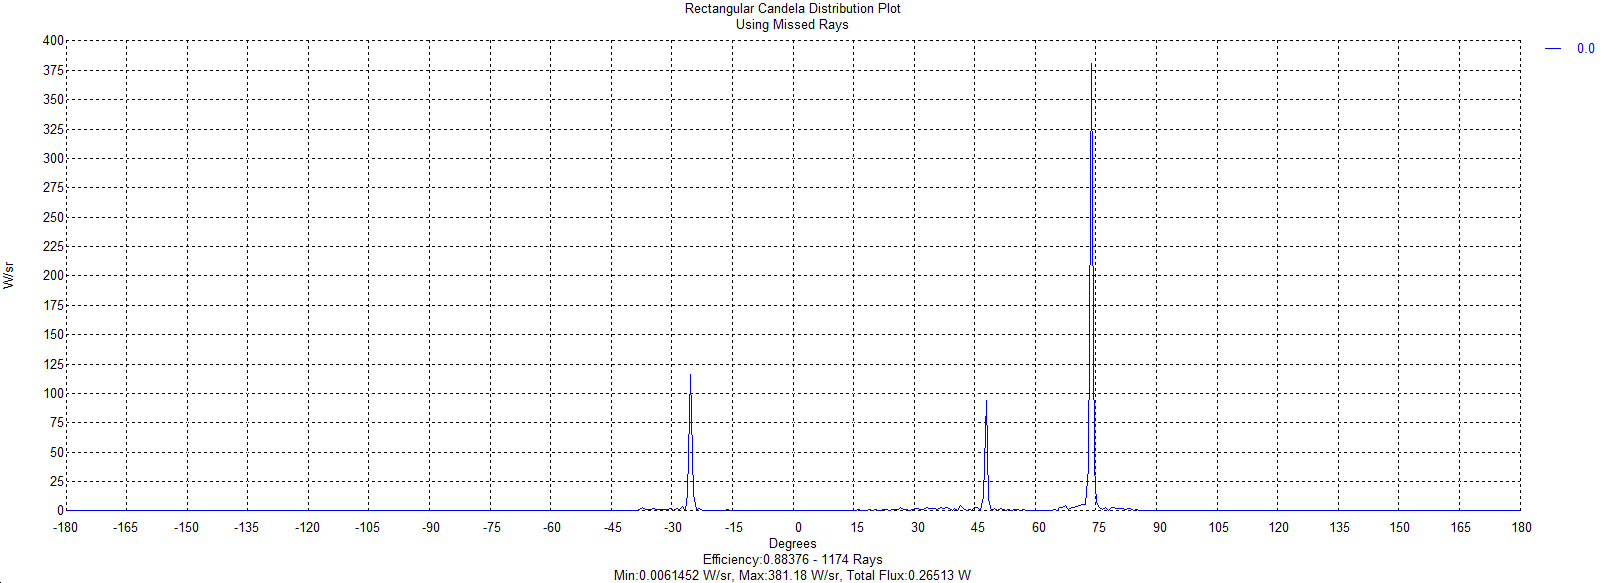 Rectangular Candela Distribution Plot
Using Missed Rays
0.0
400
375
350
325
300
275
250
225
200
175
150
125
100
75
50
25
0
W/sr
-180 -165 -150 -135 -120 -105 -90 -75 -60 -45 -30 -15 0 15 30 45 60 75 90 105 120 135 150 165 180
Degrees
Efficiency:0.88376 - 1174 Rays
Min:0.0061452 W/sr, Max:381.18 W/sr, Total Flux:0.26513 W